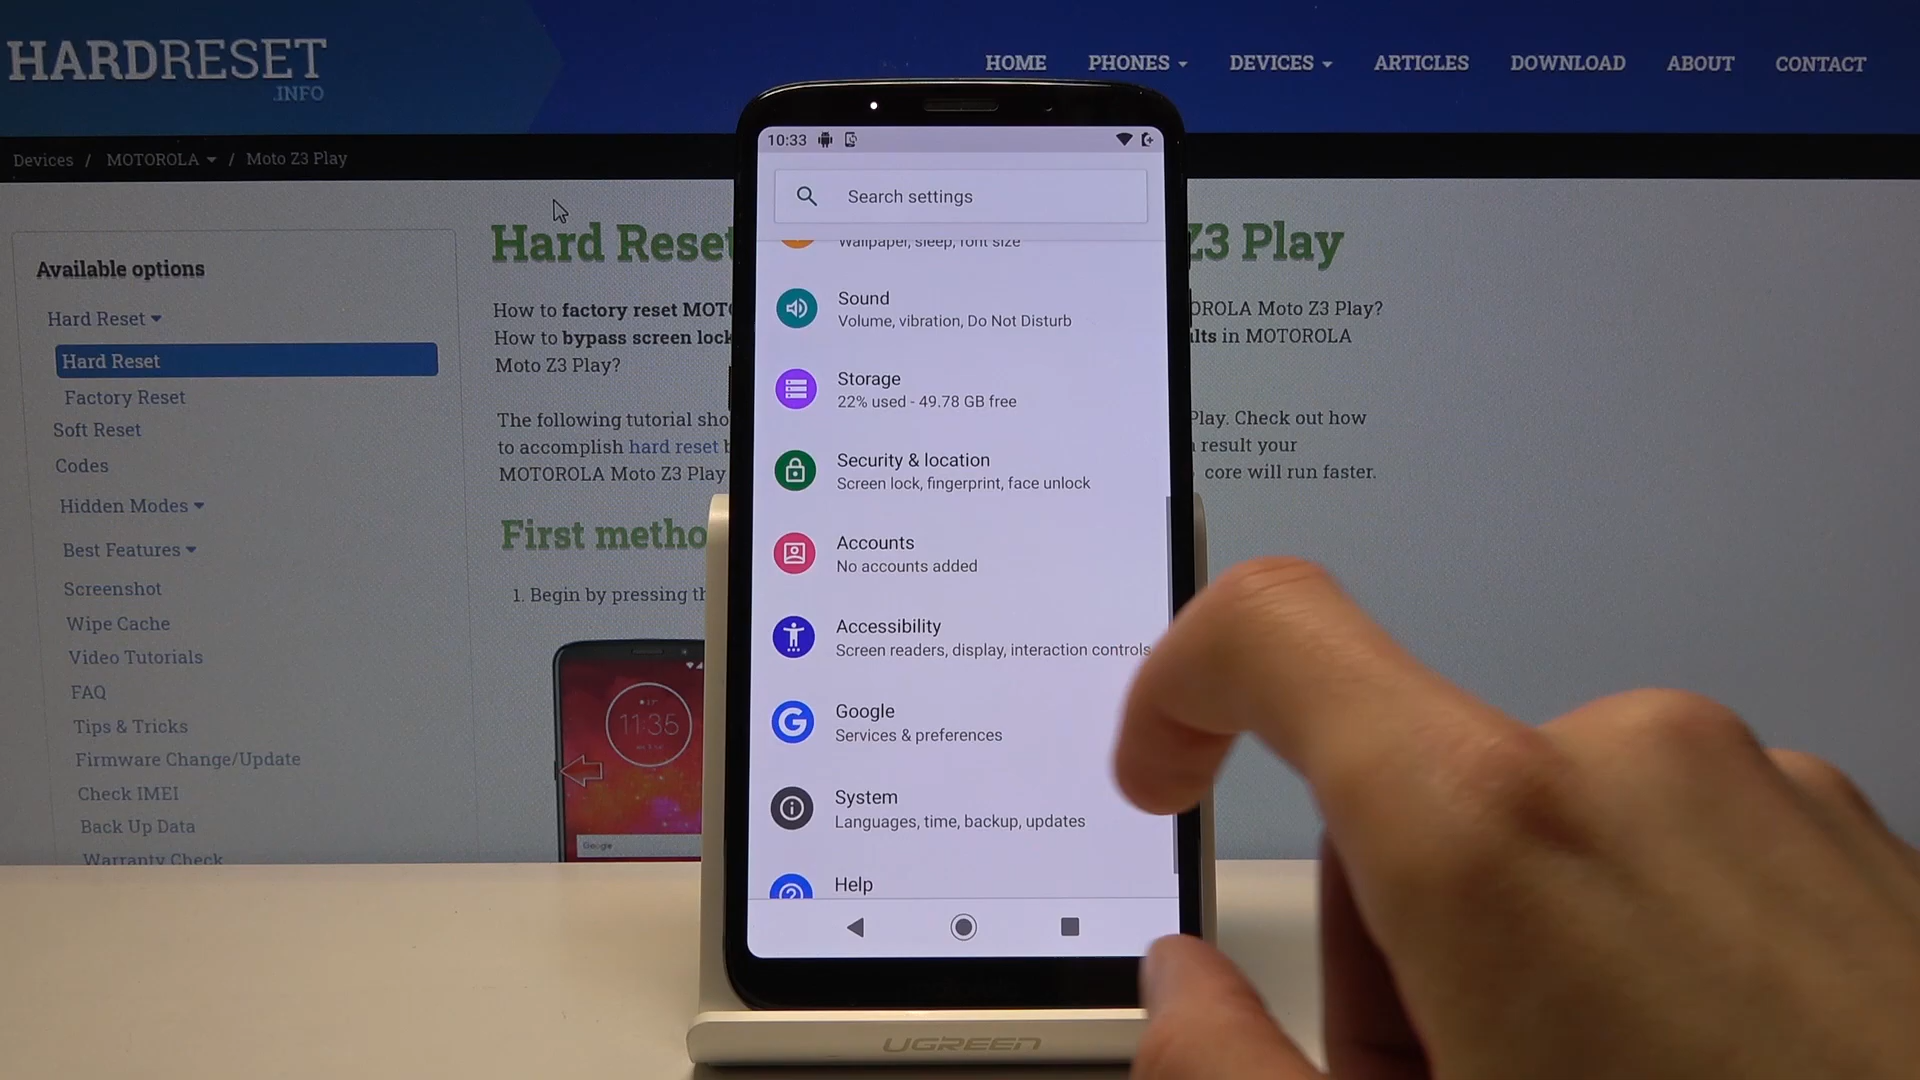 HARDRESET
.INFO
HOME PHONES DEVICES ARTICLES DOWNLOAD ABOUT CONTACT
Devices / MOTOROLA / Moto Z3 Play
Available options
Hard Reset
Hard Reset
Factory Reset
Soft Reset
Codes
Hidden Modes
Best Features
Screenshot
Wipe Cache
Video Tutorials
FAQ
Tips & Tricks
Firmware Change/Update
Check IMEI
Back Up Data
Warranty Check
Hard Reset Z3 Play
How to factory reset MOTO OROLA Moto Z3 Play?
How to bypass screen lock ults in MOTOROLA
Moto Z3 Play?
The following tutorial sho Play. Check out how
to accomplish hard reset result your
MOTOROLA Moto Z3 Play core will run faster.
First metho
1. Begin by pressing th
11:35
Google
10:33
Search settings
Wallpaper, sleep, font size
Sound
Volume, vibration, Do Not Disturb
Storage
22% used - 49.78 GB free
Security & location
Screen lock, fingerprint, face unlock
Accounts
No accounts added
Accessibility
Screen readers, display, interaction controls
Google
Services & preferences
System
Languages, time, backup, updates
Help
UGREEN